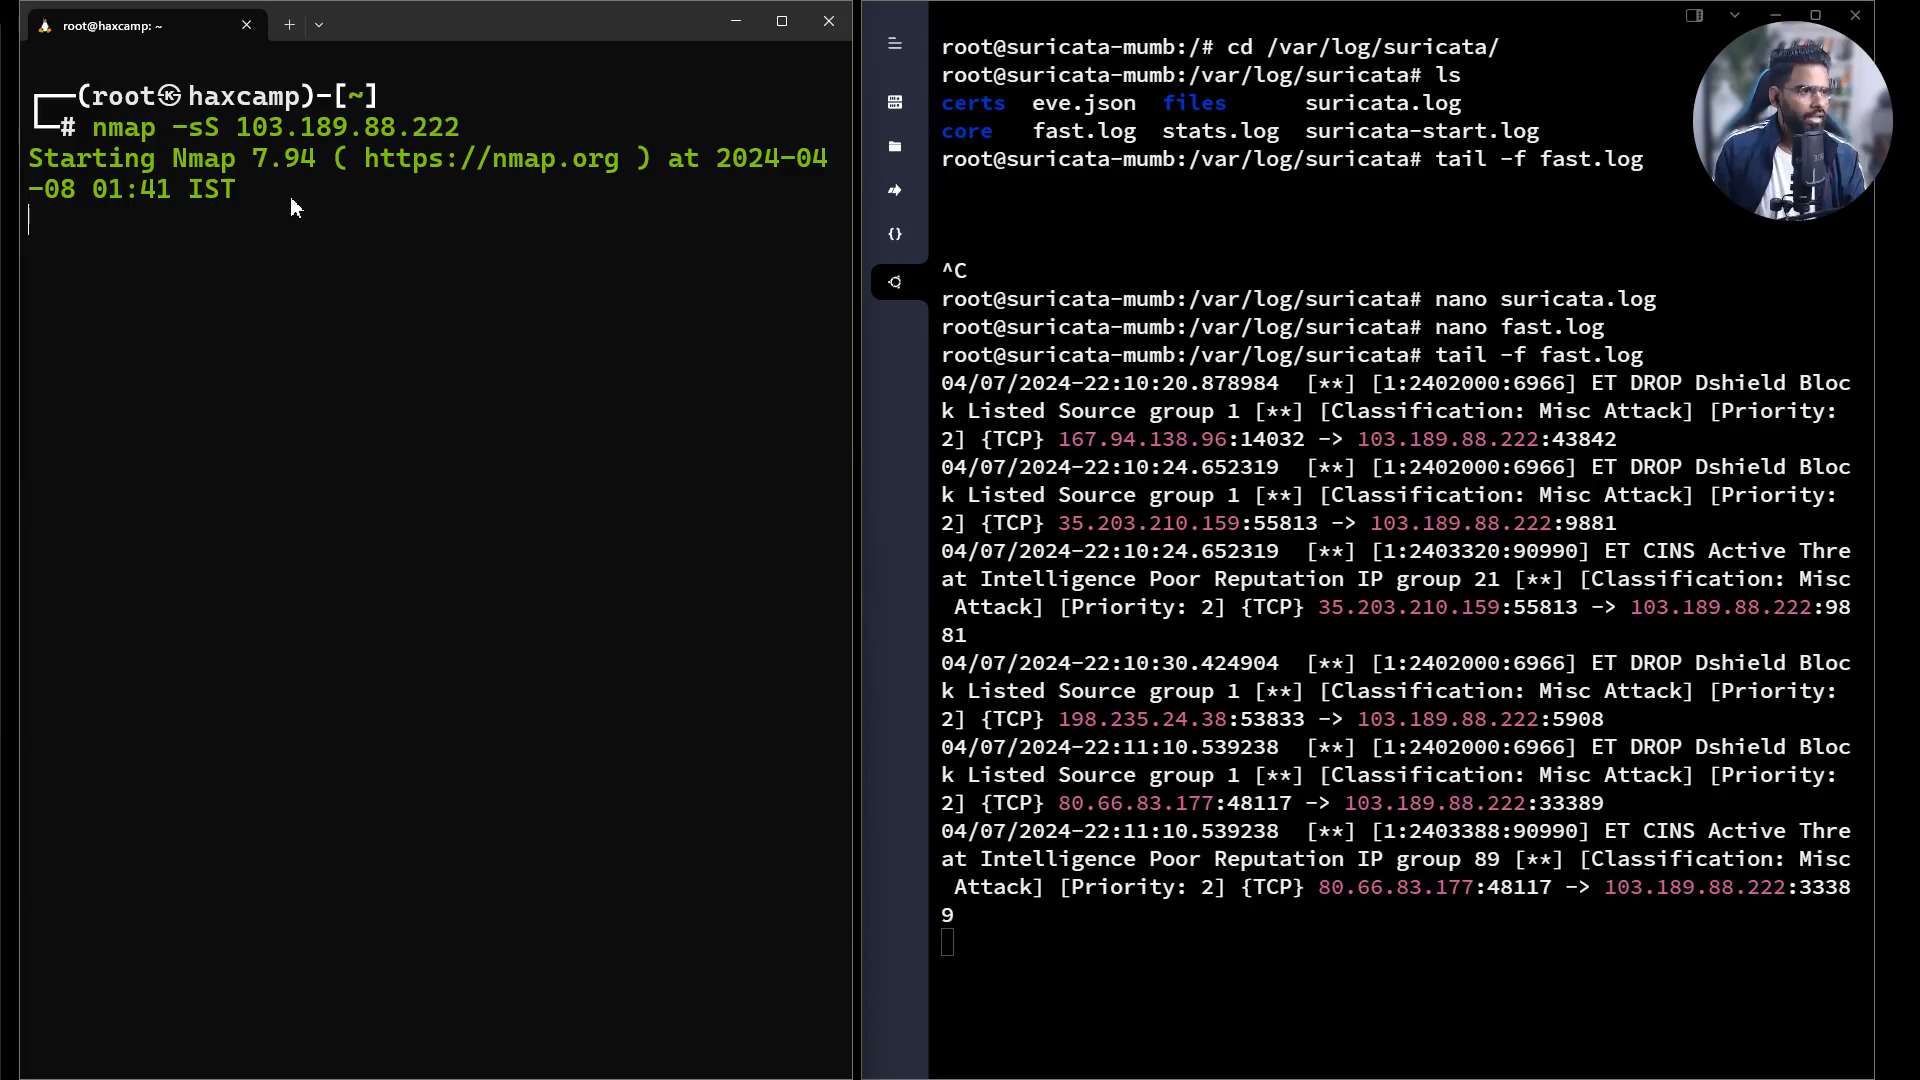 root@haxcamp: ~
┌──(root㉿haxcamp)-[~]
└─# nmap -sS 103.189.88.222
Starting Nmap 7.94 ( https://nmap.org ) at 2024-04
-08 01:41 IST
root@suricata-mumb:/# cd /var/log/suricata/
root@suricata-mumb:/var/log/suricata# ls
certs eve.json files suricata.log
core fast.log stats.log suricata-start.log
root@suricata-mumb:/var/log/suricata# tail -f fast.log
^C
root@suricata-mumb:/var/log/suricata# nano suricata.log
root@suricata-mumb:/var/log/suricata# nano fast.log
root@suricata-mumb:/var/log/suricata# tail -f fast.log
04/07/2024-22:10:20.878984 [**] [1:2402000:6966] ET DROP Dshield Bloc
k Listed Source group 1 [**] [Classification: Misc Attack] [Priority:
2] {TCP} 167.94.138.96:14032 -> 103.189.88.222:43842
04/07/2024-22:10:24.652319 [**] [1:2402000:6966] ET DROP Dshield Bloc
k Listed Source group 1 [**] [Classification: Misc Attack] [Priority:
2] {TCP} 35.203.210.159:55813 -> 103.189.88.222:9881
04/07/2024-22:10:24.652319 [**] [1:2403320:90990] ET CINS Active Thre
at Intelligence Poor Reputation IP group 21 [**] [Classification: Misc
Attack] [Priority: 2] {TCP} 35.203.210.159:55813 -> 103.189.88.222:98
81
04/07/2024-22:10:30.424904 [**] [1:2402000:6966] ET DROP Dshield Bloc
k Listed Source group 1 [**] [Classification: Misc Attack] [Priority:
2] {TCP} 198.235.24.38:53833 -> 103.189.88.222:5908
04/07/2024-22:11:10.539238 [**] [1:2402000:6966] ET DROP Dshield Bloc
k Listed Source group 1 [**] [Classification: Misc Attack] [Priority:
2] {TCP} 80.66.83.177:48117 -> 103.189.88.222:33389
04/07/2024-22:11:10.539238 [**] [1:2403388:90990] ET CINS Active Thre
at Intelligence Poor Reputation IP group 89 [**] [Classification: Misc
Attack] [Priority: 2] {TCP} 80.66.83.177:48117 -> 103.189.88.222:3338
9